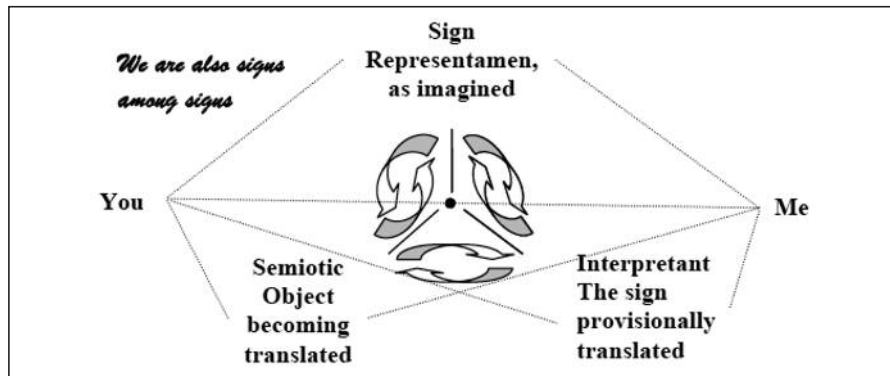 We are also signs
among signs
Sign
Representamen,
as imagined
You
Me
Semiotic
Object
becoming
translated
Interpretant
The sign
provisionally
translated